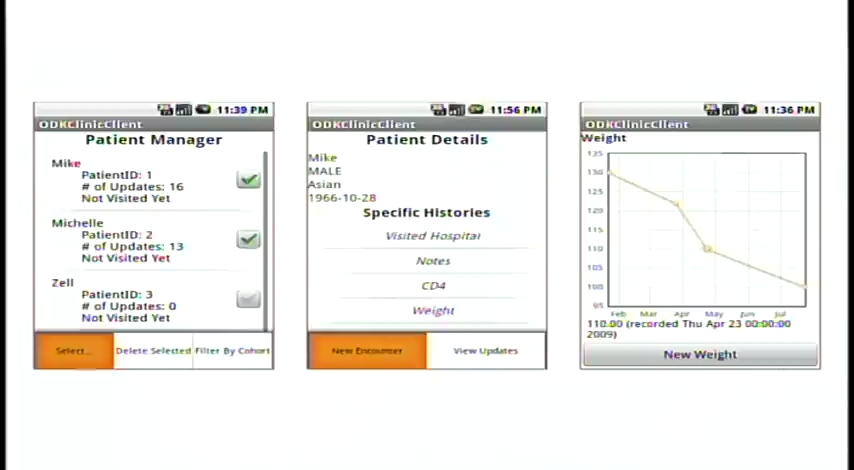 11:39 PM
ODKClinicClient
Patient Manager
Mike
PatientID: 1
# of Updates: 16
Not Visited Yet
Michelle
PatientID: 2
# of Updates: 13
Not Visited Yet
Zell
PatientID: 3
# of Updates: 0
Not Visited Yet
Select...
Delete Selected
Filter By Cohort
11:56 PM
ODKClinicClient
Patient Details
Mike
MALE
Asian
1966-10-28
Specific Histories
Visited Hospital
Notes
CD4
Weight
New Encounter
View Updates
11:36 PM
ODKClinicClient
Weight
135
130
125
120
115
110
105
100
95
Feb Mar Apr May Jun Jul
110.00 (recorded Thu Apr 23 00:00:00
2009)
New Weight